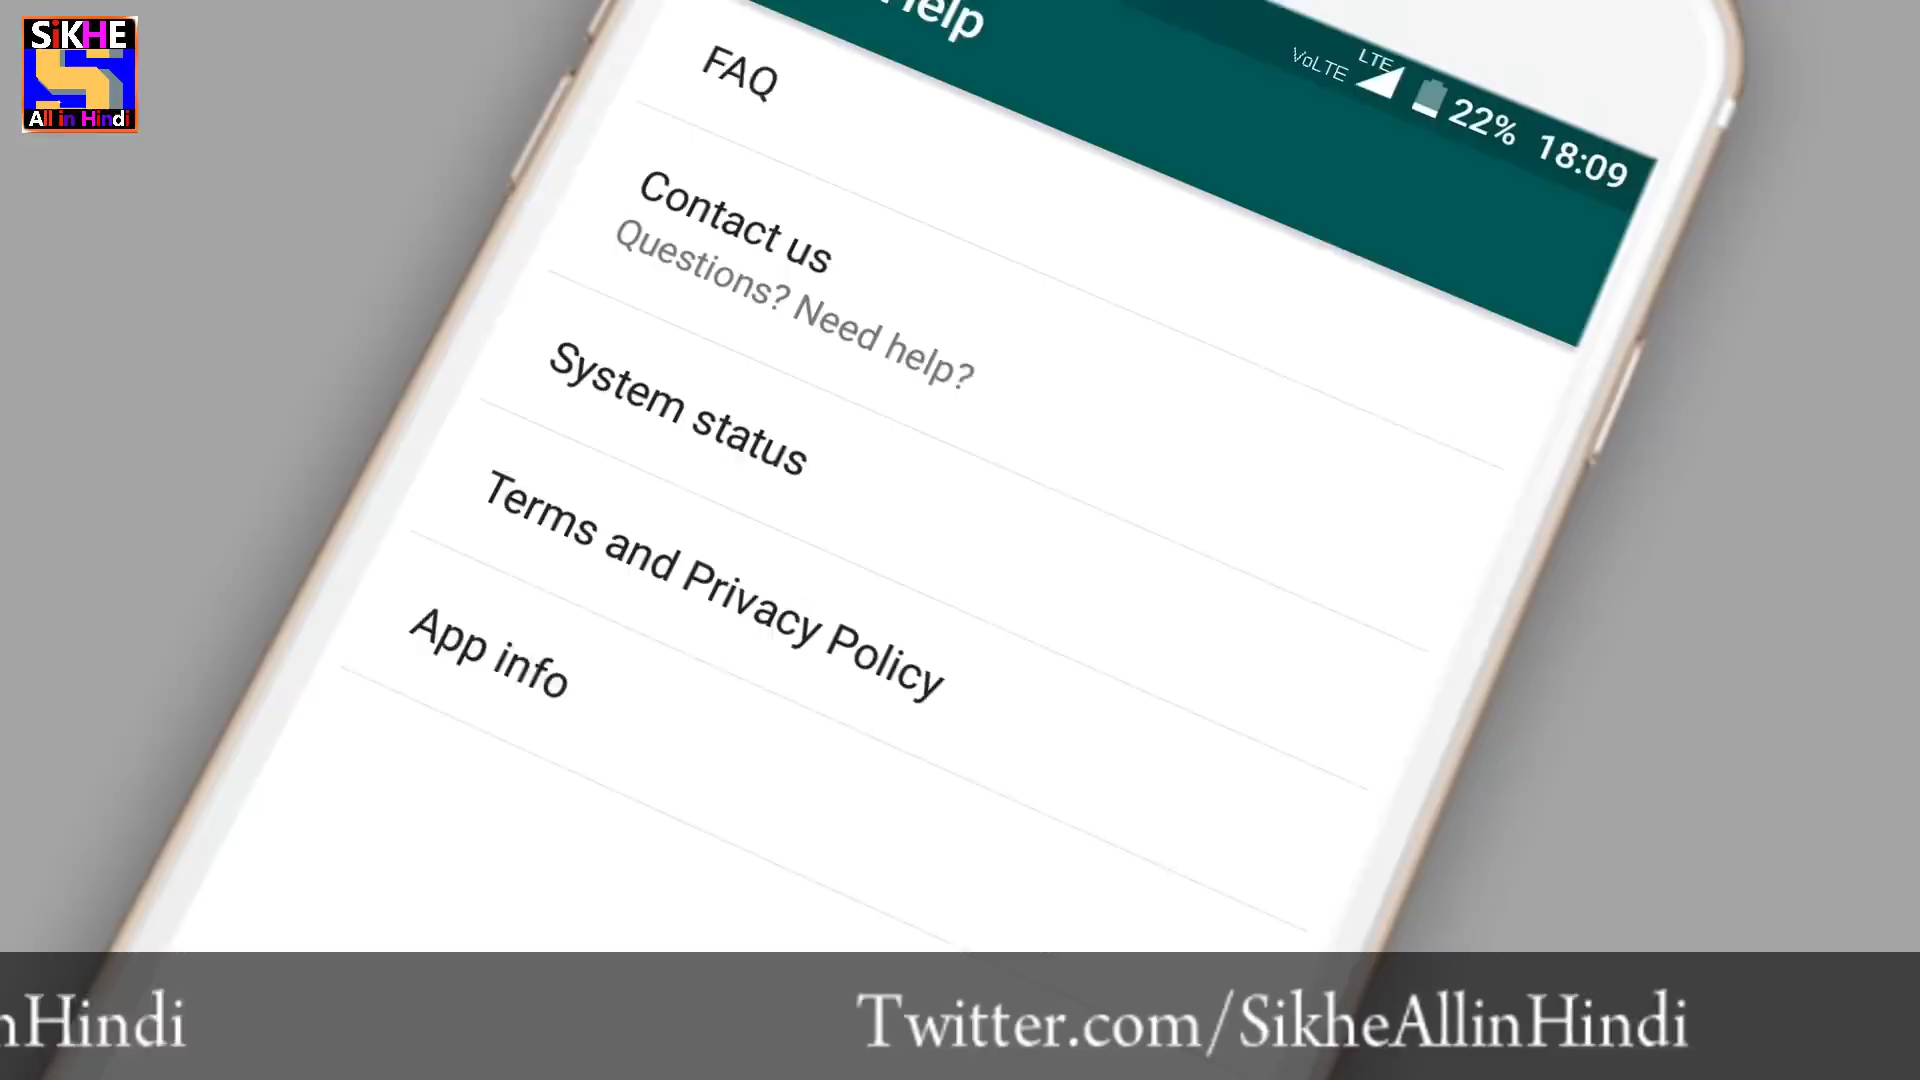 SiKHE
All in Hindi
Help
VoLTE LTE 22% 18:09
FAQ
Contact us
Questions? Need help?
System status
Terms and Privacy Policy
App info
nHindi
Twitter.com/SikheAllinHindi